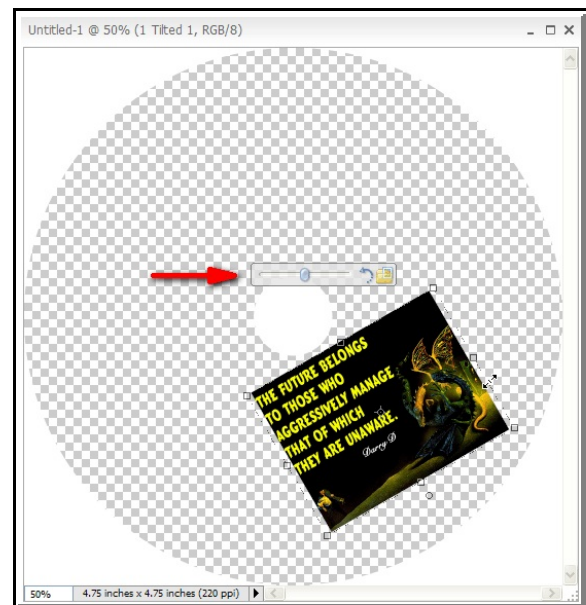 Untitled-1 @ 50% (1 Tilted 1, RGB/8)
THE FUTURE BELONGS
TO THOSE WHO
AGGRESSIVELY MANAGE
THAT OF WHICH
THEY ARE UNAWARE.
Darry D
50%
4.75 inches x 4.75 inches (220 ppi)